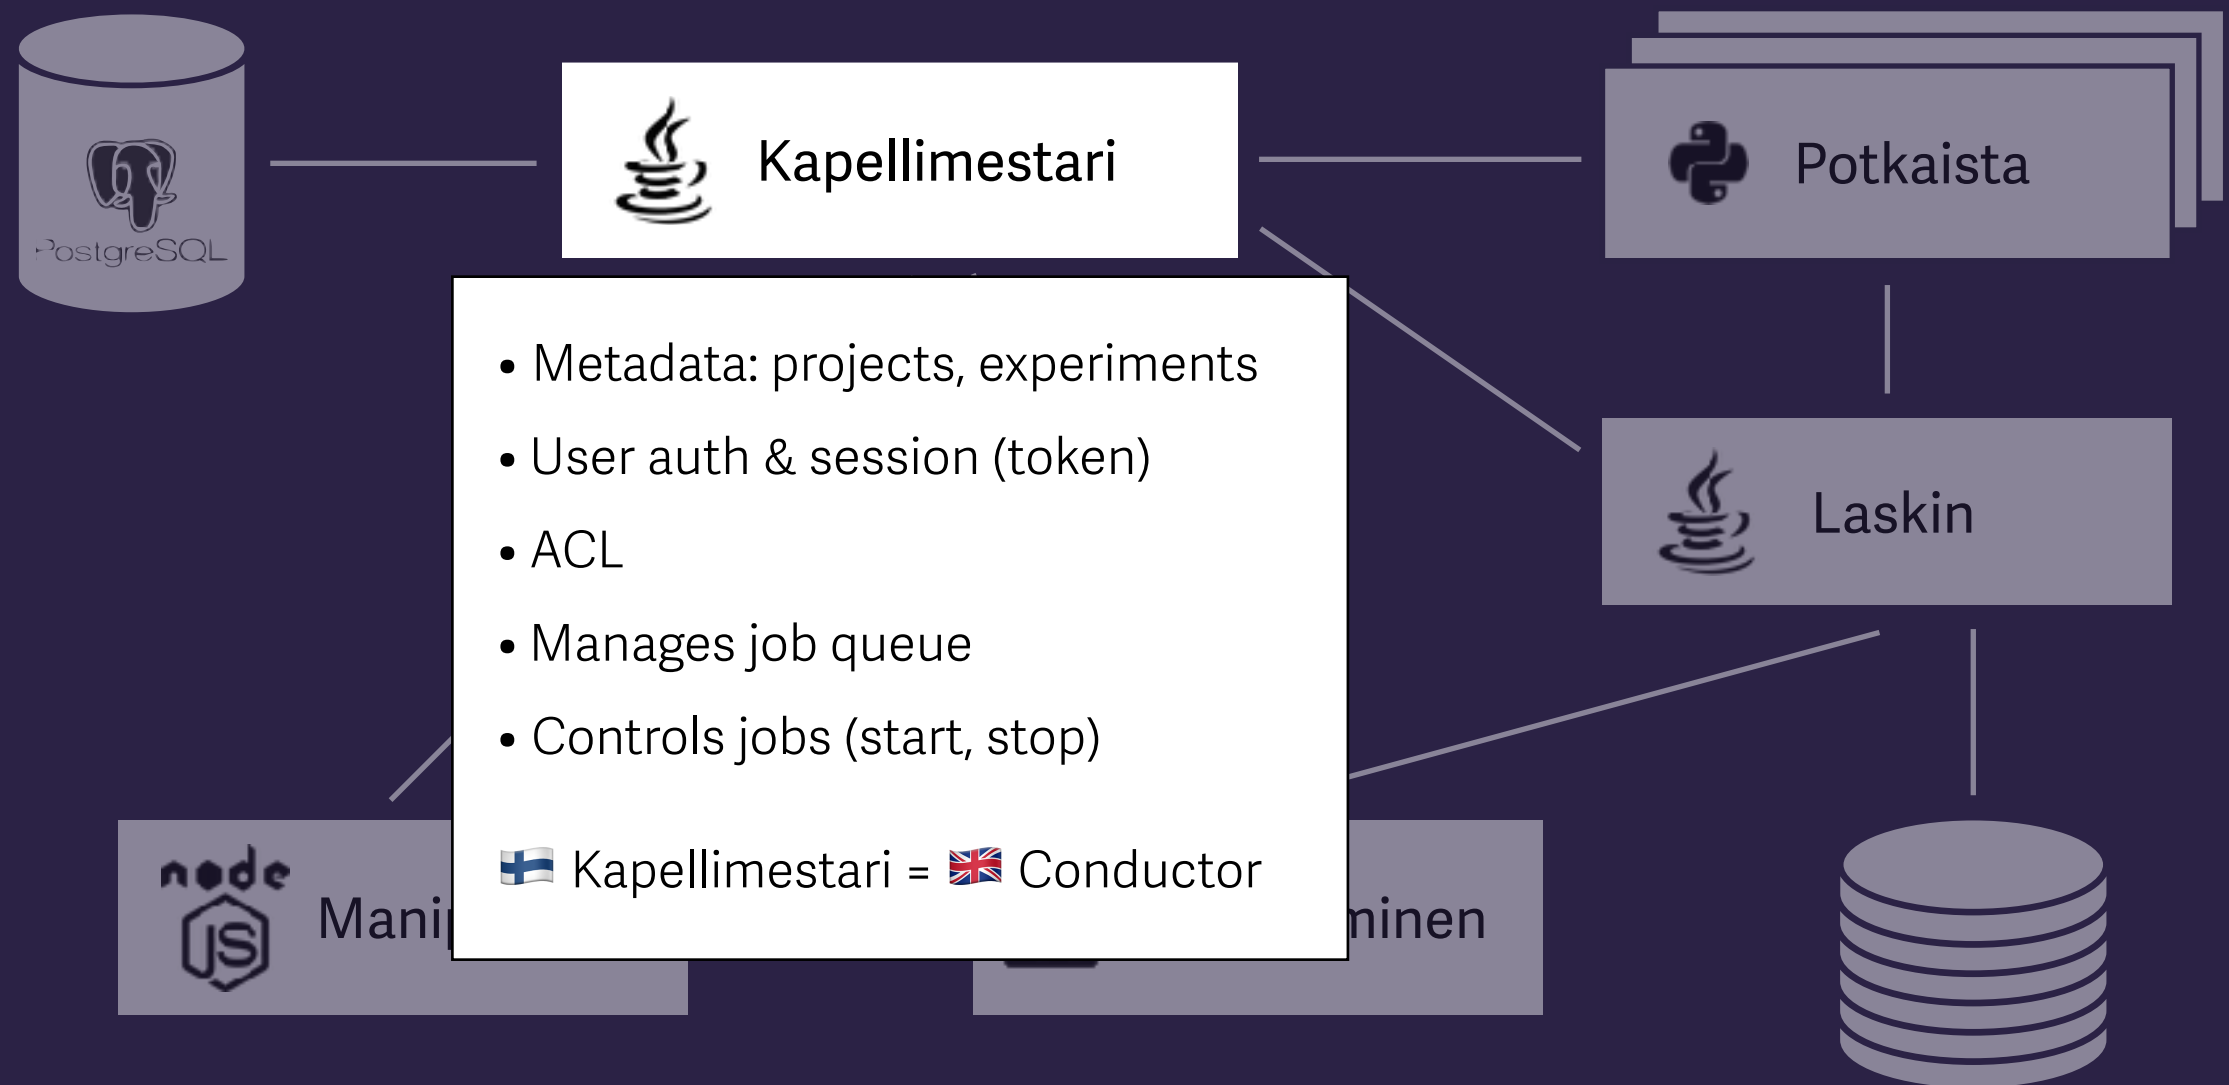 PostgreSQL
Kapellimestari
Potkaista
• Metadata: projects, experiments
• User auth & session (token)
• ACL
• Manages job queue
• Controls jobs (start, stop)
🇫🇮 Kapellimestari = 🇬🇧 Conductor
Laskin
node
JS